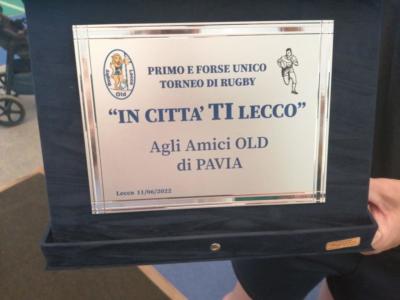 PRIMO E FORSE UNICO
TORNEO DI RUGBY
"IN CITTA' TI LECCO"
Agli Amici OLD
di PAVIA
Lecco 11/06/2022
Old